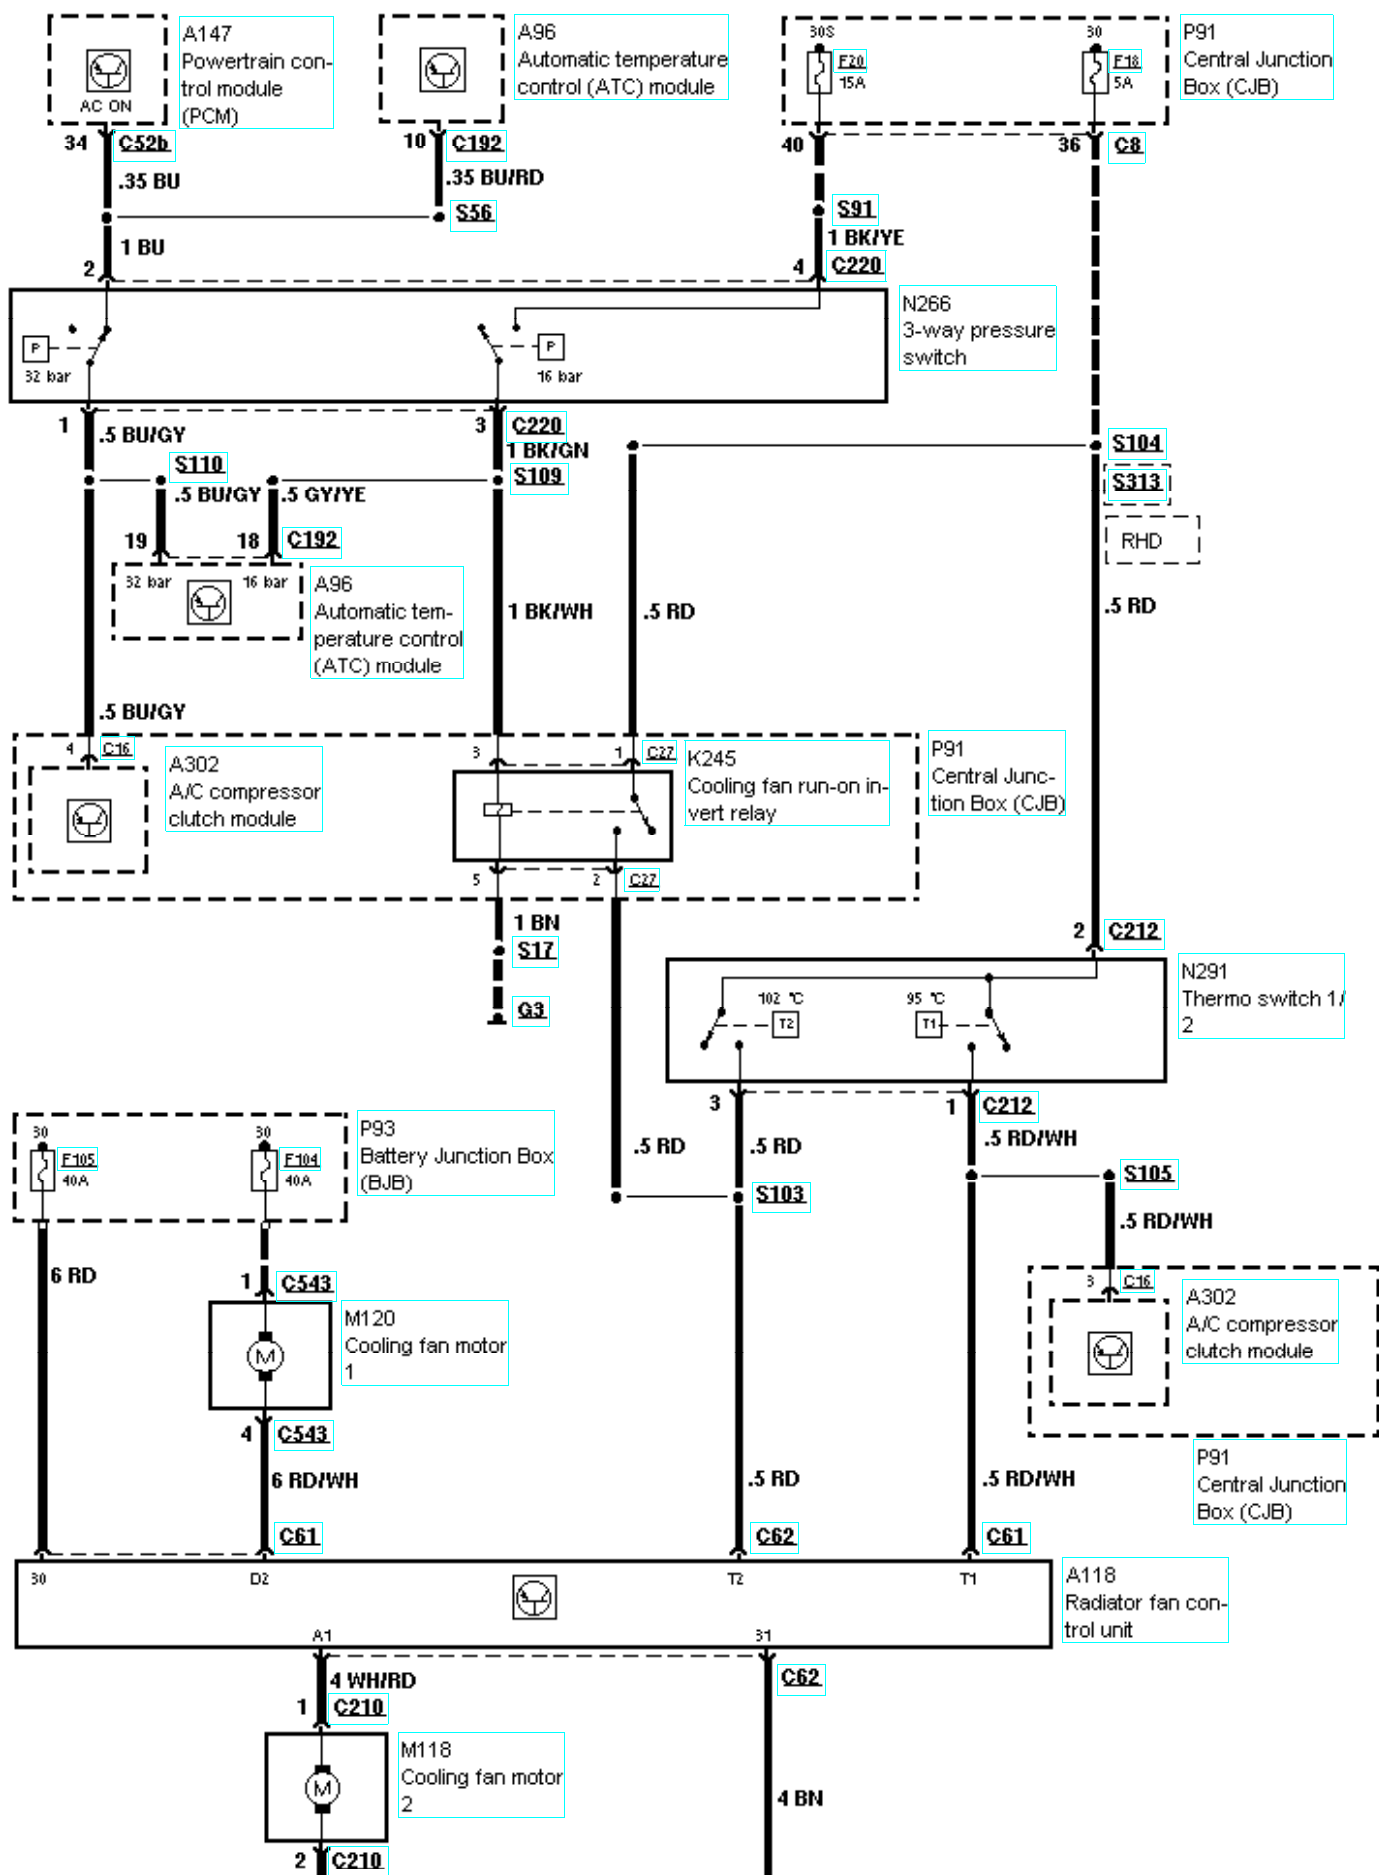 A147
Powertrain con-
trol module
(PCM)
AC ON
A96
Automatic temperature
control (ATC) module
30S
F20
15A
30
F18
5A
P91
Central Junction
Box (CJB)
34
C52b
10
C192
40
36
C8
.35 BU
.35 BU/RD
S56
S91
1 BU
1 BK/YE
2
4
C220
N266
3-way pressure
switch
P
32 bar
P
16 bar
1
3
C220
.5 BU/GY
1 BK/GN
S104
S110
S109
S313
.5 BU/GY
.5 GY/YE
19
18
C192
RHD
32 bar
16 bar
A96
Automatic tem-
perature control
(ATC) module
1 BK/WH
.5 RD
.5 RD
.5 BU/GY
4
C16
A302
A/C compressor
clutch module
3
1
C27
K245
Cooling fan run-on in-
vert relay
P91
Central Junc-
tion Box (CJB)
5
2
C27
1 BN
S17
G3
2
C212
N291
Thermo switch 1/
2
102 °C
T2
95 °C
T1
3
1
C212
30
F105
40A
30
F104
40A
P93
Battery Junction Box
(BJB)
.5 RD
.5 RD
.5 RD/WH
S103
S105
.5 RD/WH
6 RD
1
C543
M
M120
Cooling fan motor
1
3
C16
A302
A/C compressor
clutch module
4
C543
P91
Central Junction
Box (CJB)
6 RD/WH
.5 RD
.5 RD/WH
C61
C62
C61
30
D2
T2
T1
A118
Radiator fan con-
trol unit
A1
31
4 WH/RD
C62
1
C210
M
M118
Cooling fan motor
2
4 BN
2
C210